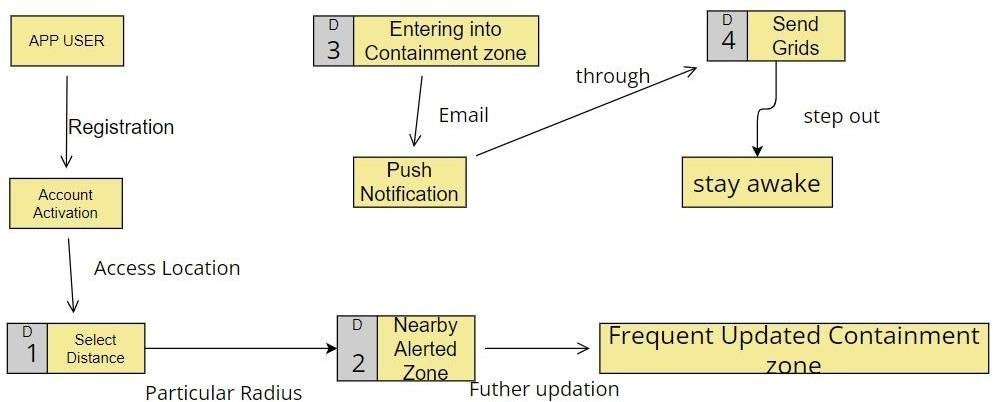 APP USER
Registration
Account
Activation
Access Location
D
1
Select
Distance
Particular Radius
D
2
Nearby
Alerted
Zone
Futher updation
Frequent Updated Containment
zone
D
3
Entering into
Containment zone
Email
Push
Notification
through
D
4
Send
Grids
step out
stay awake